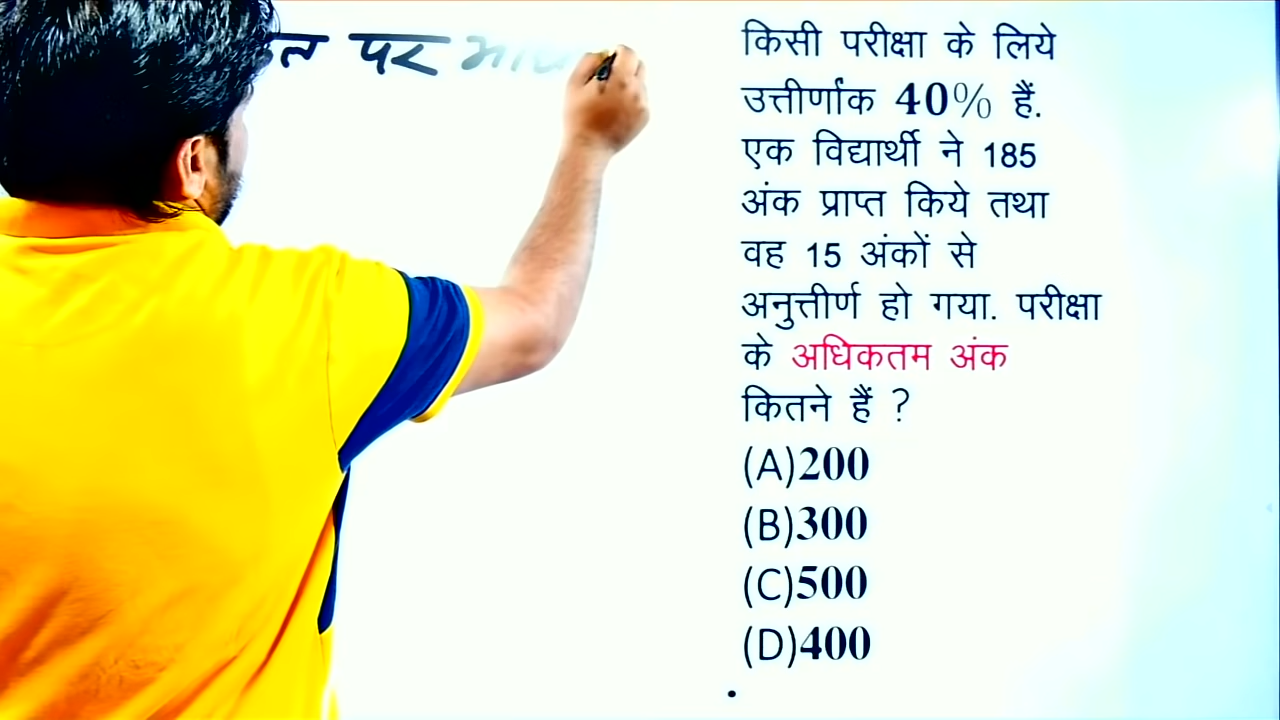 पर
किसी परीक्षा के लिये
उत्तीर्णांक 40% हैं.
एक विद्यार्थी ने 185
अंक प्राप्त किये तथा
वह 15 अंकों से
अनुत्तीर्ण हो गया. परीक्षा
के अधिकतम अंक
कितने हैं ?
(A)200
(B)300
(C)500
(D)400